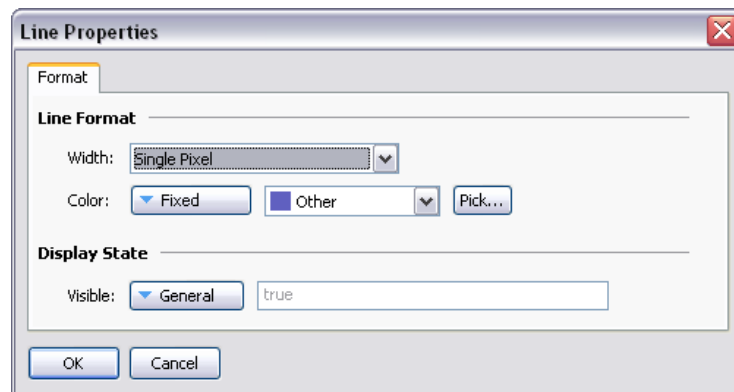 Line Properties
Format
Line Format
Width: Single Pixel
Color: Fixed Other Pick...
Display State
Visible: General true
OK Cancel